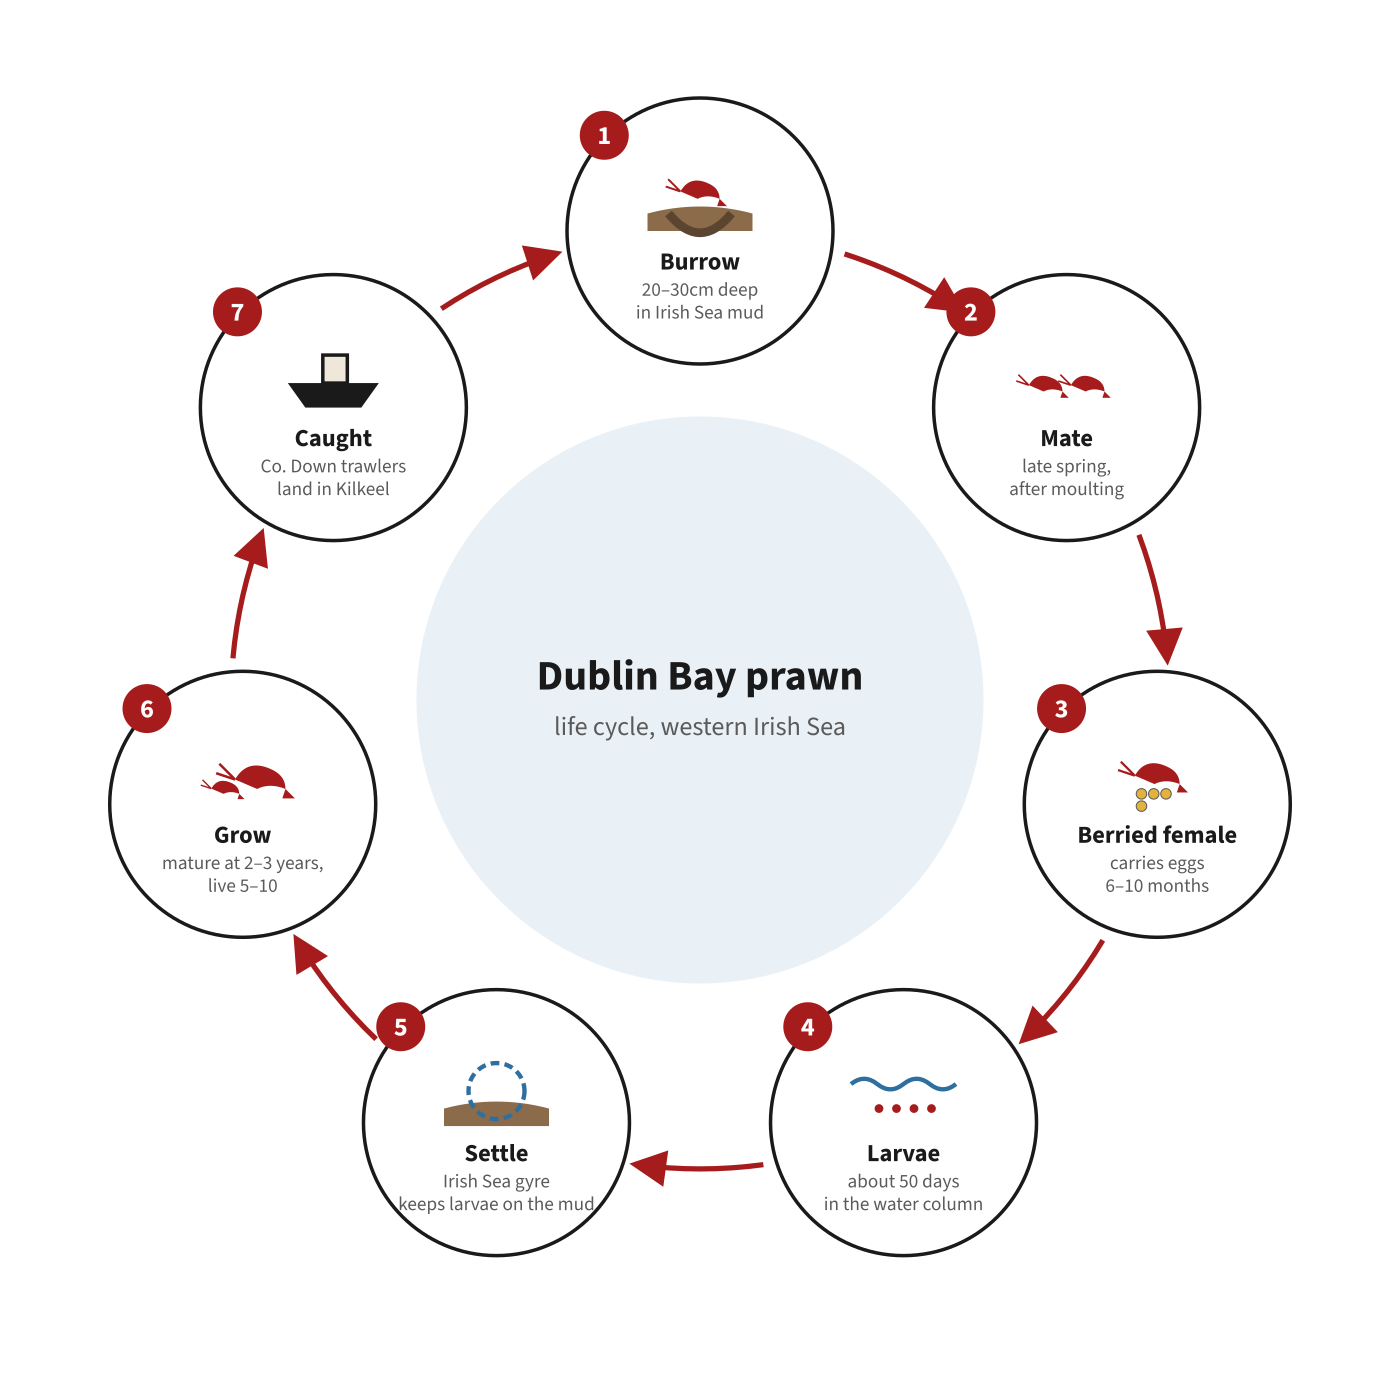 Dublin Bay prawn
life cycle, western Irish Sea
1
Burrow
20–30cm deep
in Irish Sea mud
2
Mate
late spring,
after moulting
3
Berried female
carries eggs
6–10 months
4
Larvae
about 50 days
in the water column
5
Settle
Irish Sea gyre
keeps larvae on the mud
6
Grow
mature at 2–3 years,
live 5–10
7
Caught
Co. Down trawlers
land in Kilkeel